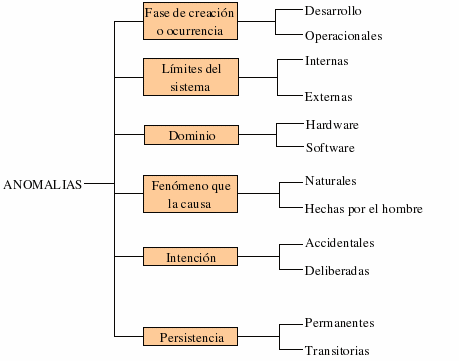 ANOMALIAS
Fase de creación
o ocurrencia
Desarrollo
Operacionales
Límites del
sistema
Internas
Externas
Dominio
Hardware
Software
Fenómeno que
la causa
Naturales
Hechas por el hombre
Intención
Accidentales
Deliberadas
Persistencia
Permanentes
Transitorias